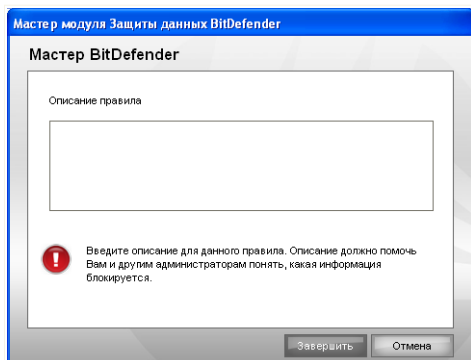 Мастер модуля Защиты данных BitDefender
Мастер BitDefender
Описание правила
Введите описание для данного правила. Описание должно помочь
Вам и другим администраторам понять, какая информация
блокируется.
Завершить Отмена